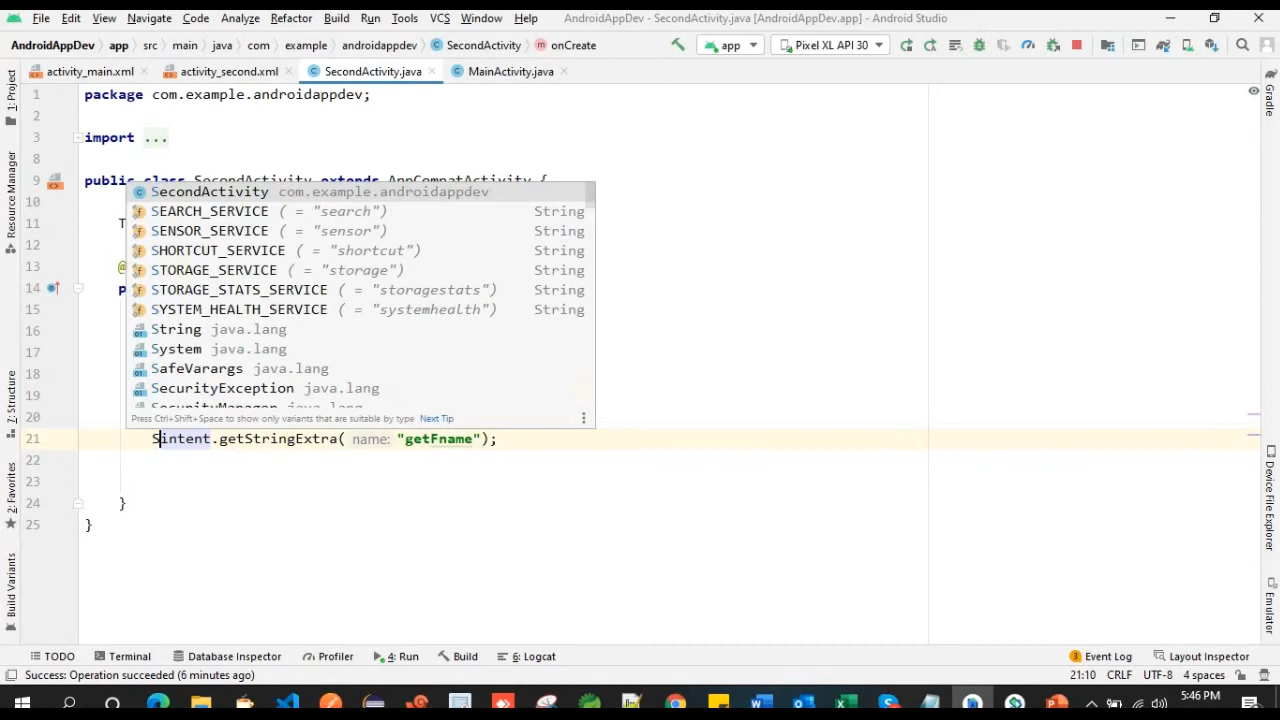 File Edit View Navigate Code Analyze Refactor Build Run Tools VCS Window Help AndroidAppDev - SecondActivity.java [AndroidAppDev.app] - Android Studio
AndroidAppDev app src main java com example androidappdev SecondActivity onCreate app Pixel XL API 30
activity_main.xml activity_second.xml SecondActivity.java MainActivity.java
1: Project
Resource Manager
Z: Structure
2: Favorites
Build Variants
1 package com.example.androidappdev;
2
3 import ...
8
9 public class SecondActivity extends AppCompatActivity {
10 SecondActivity com.example.androidappdev
SEARCH_SERVICE ( = "search") String
11 T
SENSOR_SERVICE ( = "sensor") String
12 SHORTCUT_SERVICE ( = "shortcut") String
13 @ STORAGE_SERVICE ( = "storage") String
14 p STORAGE_STATS_SERVICE ( = "storagestats") String
15 SYSTEM_HEALTH_SERVICE ( = "systemhealth") String
16 String java.lang
17 System java.lang
18 SafeVarargs java.lang
19 SecurityException java.lang
SecurityManager java.lang
20 Press Ctrl+Shift+Space to show only variants that are suitable by type Next Tip
21 Sintent.getStringExtra( name: "getFname");
22
23
24 }
25 }
Gradle
Device File Explorer
Emulator
TODO Terminal Database Inspector Profiler 4: Run Build 6: Logcat 3 Event Log Layout Inspector
Success: Operation succeeded (6 minutes ago) 21:10 CRLF UTF-8 4 spaces
5:46 PM